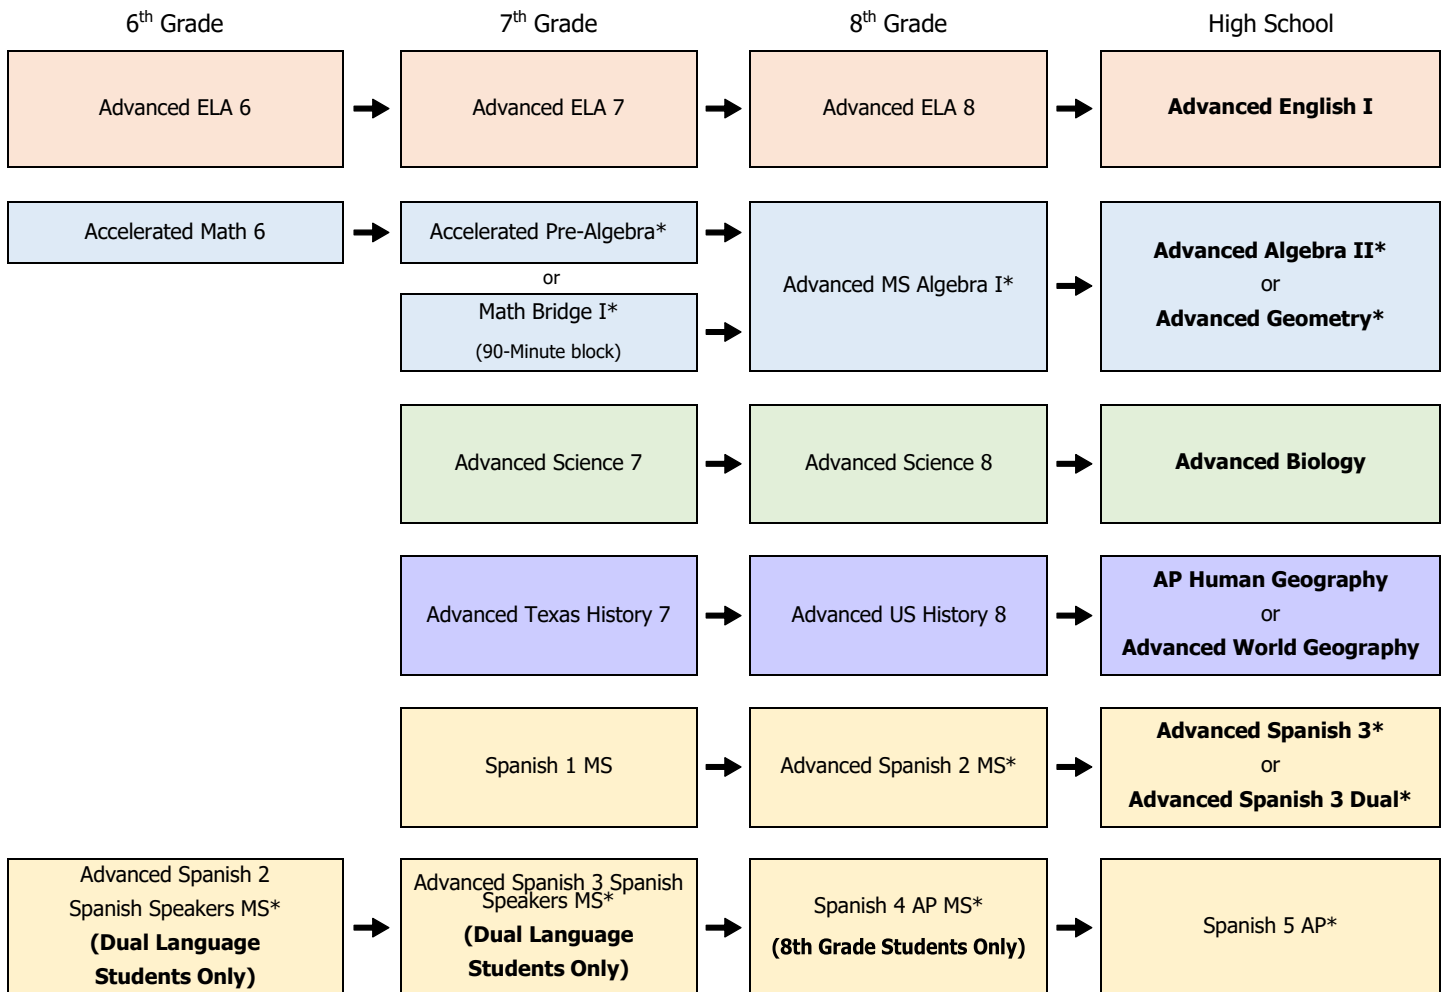 6th Grade
7th Grade
8th Grade
High School
Advanced ELA 6
Advanced ELA 7
Advanced ELA 8
Advanced English I
Accelerated Math 6
Accelerated Pre-Algebra*
or
Math Bridge I*
(90-Minute block)
Advanced MS Algebra I*
Advanced Algebra II*
or
Advanced Geometry*
Advanced Science 7
Advanced Science 8
Advanced Biology
Advanced Texas History 7
Advanced US History 8
AP Human Geography
or
Advanced World Geography
Spanish 1 MS
Advanced Spanish 2 MS*
Advanced Spanish 3*
or
Advanced Spanish 3 Dual*
Advanced Spanish 2
Spanish Speakers MS*
(Dual Language
Students Only)
Advanced Spanish 3 Spanish
Speakers MS*
(Dual Language
Students Only)
Spanish 4 AP MS*
(8th Grade Students Only)
Spanish 5 AP*